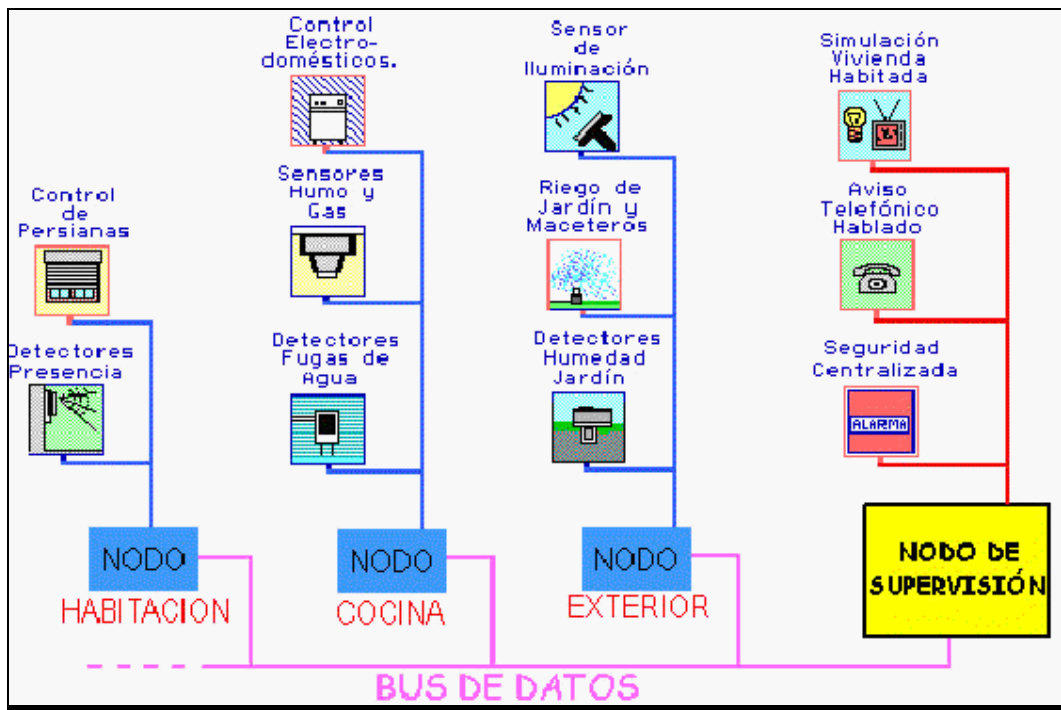 Control
Electro-
domésticos.
Sensor
de
Iluminación
Simulación
Vivienda
Habitada
Control
de
Persianas
Sensores
Humo y
Gas
Riego de
Jardín y
Maceteros
Aviso
Telefónico
Hablado
Detectores
Presencia
Detectores
Fugas de
Agua
Detectores
Humedad
Jardín
Seguridad
Centralizada
ALARMA
NODO
HABITACION
NODO
COCINA
NODO
EXTERIOR
NODO DE
SUPERVISIÓN
BUS DE DATOS